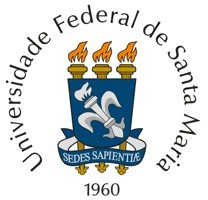 Universidade Federal de Santa Maria
SEDES SAPIENTIÆ
1960